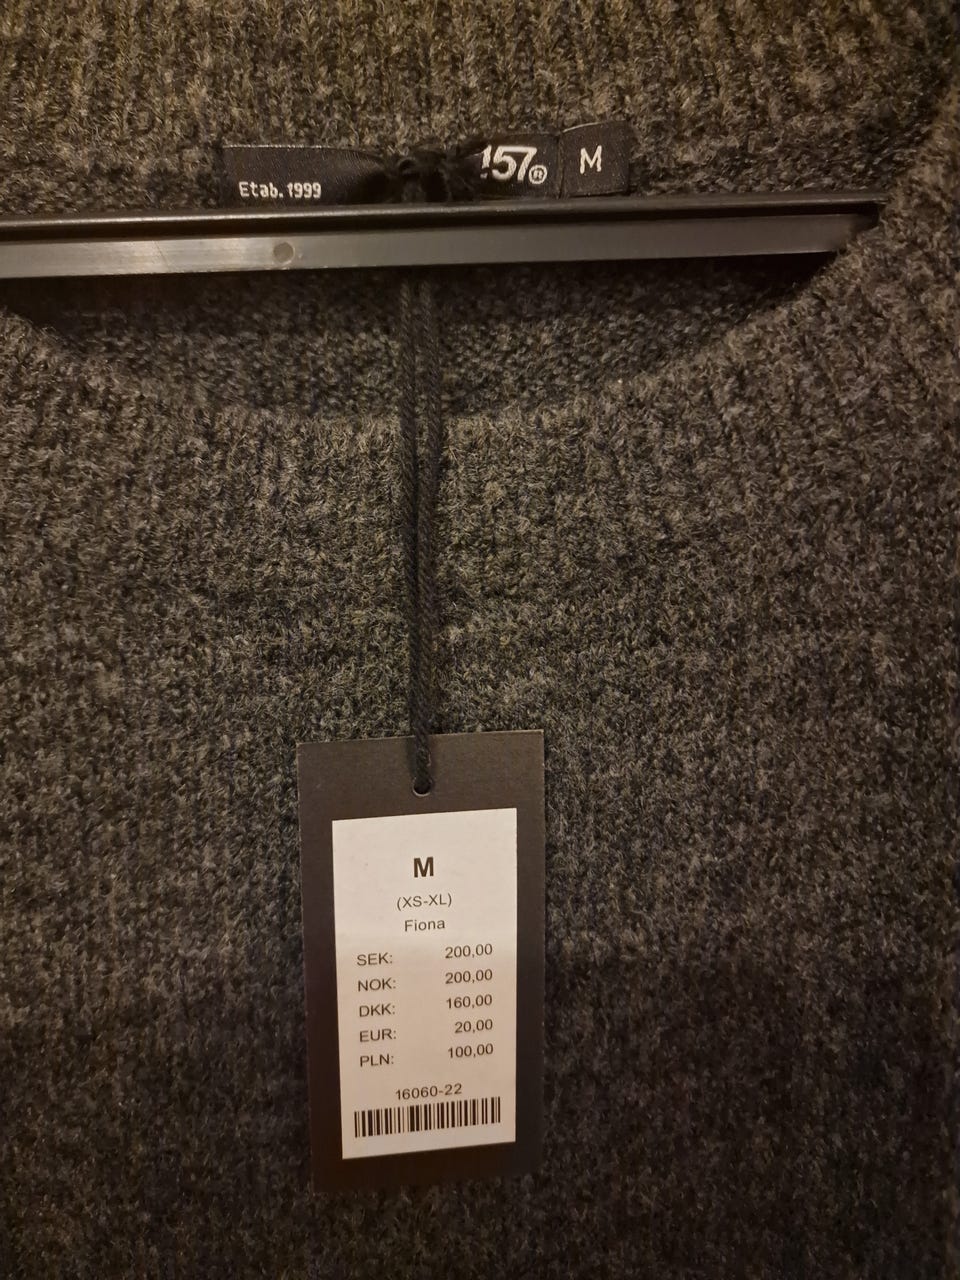 Etab. 1999
157®
M
M
(XS-XL)
Fiona
SEK: 200,00
NOK: 200,00
DKK: 160,00
EUR: 20,00
PLN: 100,00
16060-22